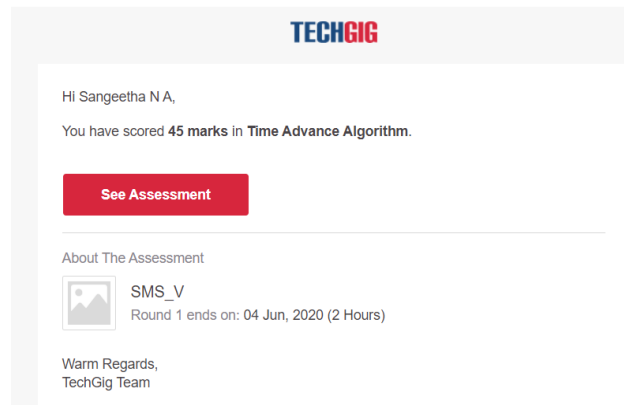 TECHGIG
Hi Sangeetha N A,
You have scored 45 marks in Time Advance Algorithm.
See Assessment
About The Assessment
SMS_V
Round 1 ends on: 04 Jun, 2020 (2 Hours)
Warm Regards,
TechGig Team